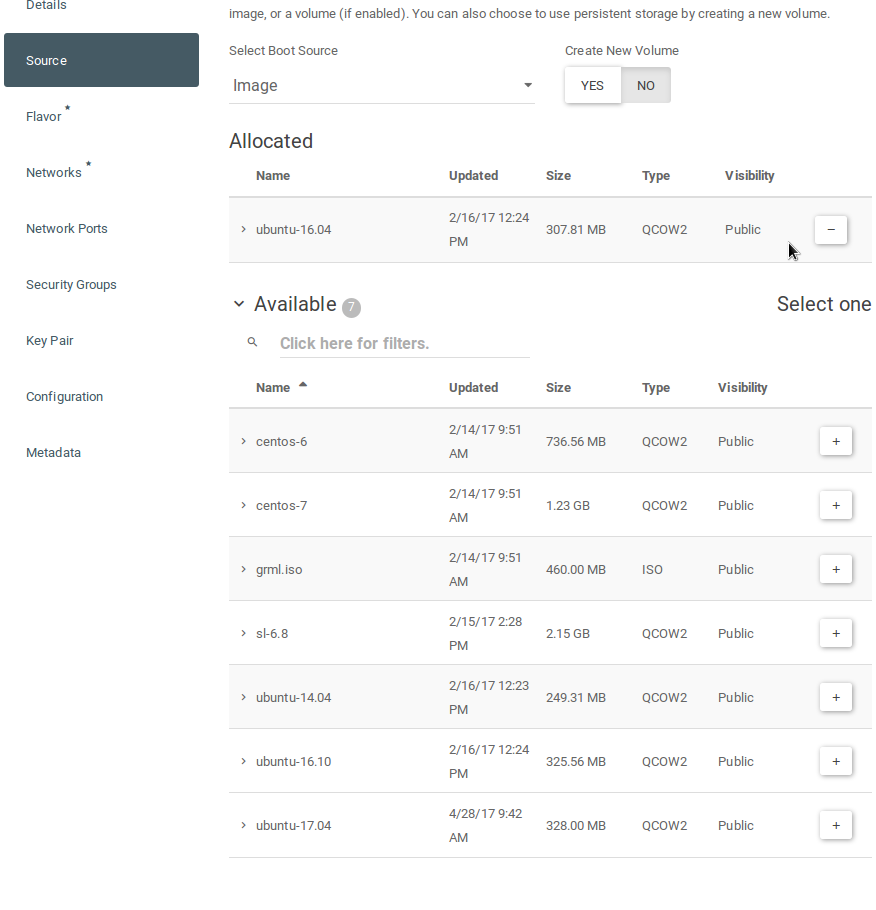 Details
Source
Flavor *
Networks *
Network Ports
Security Groups
Key Pair
Configuration
Metadata
image, or a volume (if enabled). You can also choose to use persistent storage by creating a new volume.
Select Boot Source
Create New Volume
Image
YES NO
Allocated
Name Updated Size Type Visibility
ubuntu-16.04 2/16/17 12:24 PM 307.81 MB QCOW2 Public −
Available 7 Select one
Click here for filters.
Name Updated Size Type Visibility
centos-6 2/14/17 9:51 AM 736.56 MB QCOW2 Public +
centos-7 2/14/17 9:51 AM 1.23 GB QCOW2 Public +
grml.iso 2/14/17 9:51 AM 460.00 MB ISO Public +
sl-6.8 2/15/17 2:28 PM 2.15 GB QCOW2 Public +
ubuntu-14.04 2/16/17 12:23 PM 249.31 MB QCOW2 Public +
ubuntu-16.10 2/16/17 12:24 PM 325.56 MB QCOW2 Public +
ubuntu-17.04 4/28/17 9:42 AM 328.00 MB QCOW2 Public +